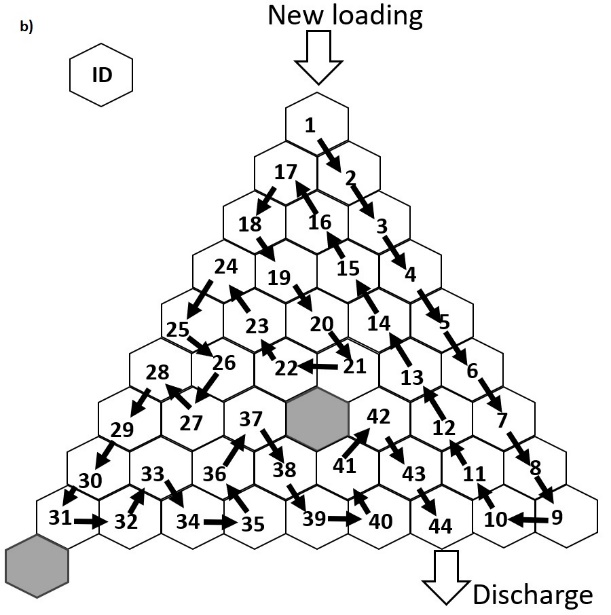 New loading
b)
ID
1
17 2
18 16 3
24 19 15 4
25 23 20 14 5
28 26 22 21 13 6
29 27 37 42 12 7
30 33 36 38 41 43 11 8
31 32 34 35 39 40 44 10 9
Discharge